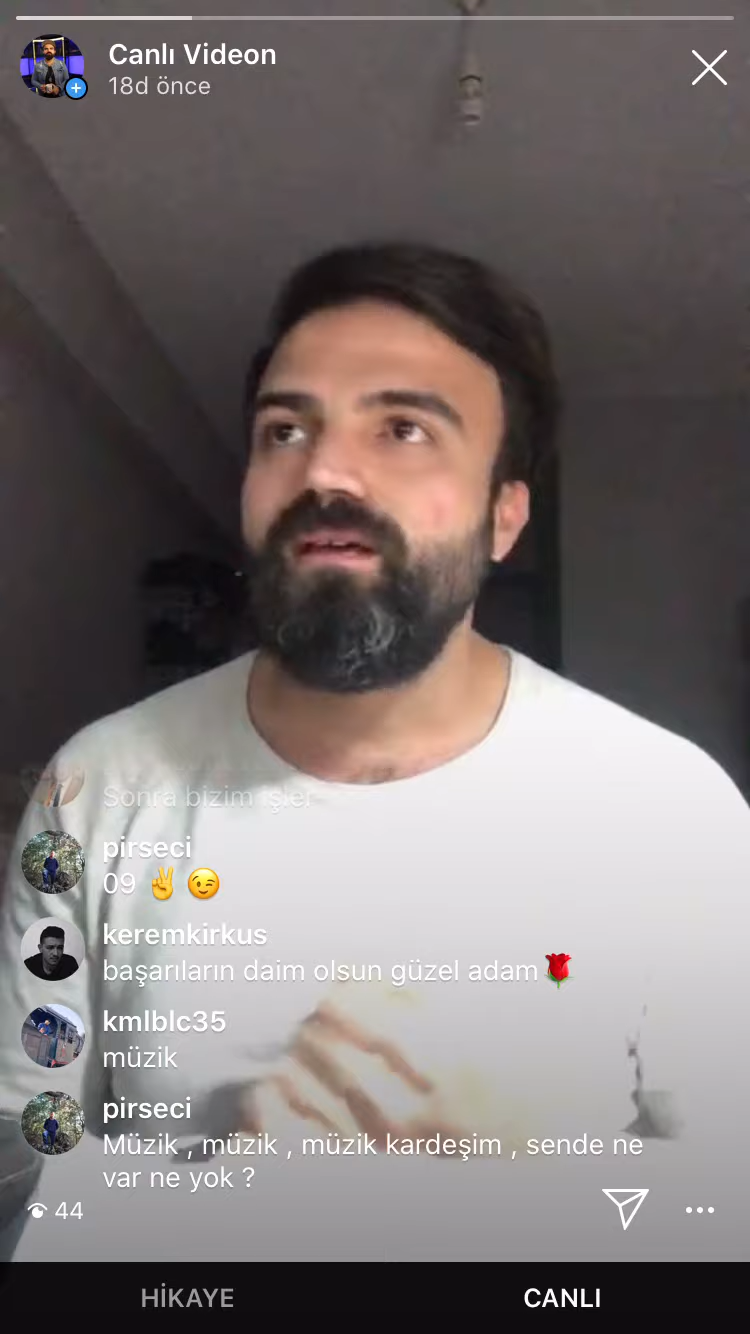 Canlı Videon
18d önce
Sonra bizim işler
pirseci
09 ✌️ 😉
keremkirkus
başarıların daim olsun güzel adam🌹
kmlblc35
müzik
pirseci
Müzik , müzik , müzik kardeşim , sende ne
var ne yok ?
44
HİKAYE
CANLI